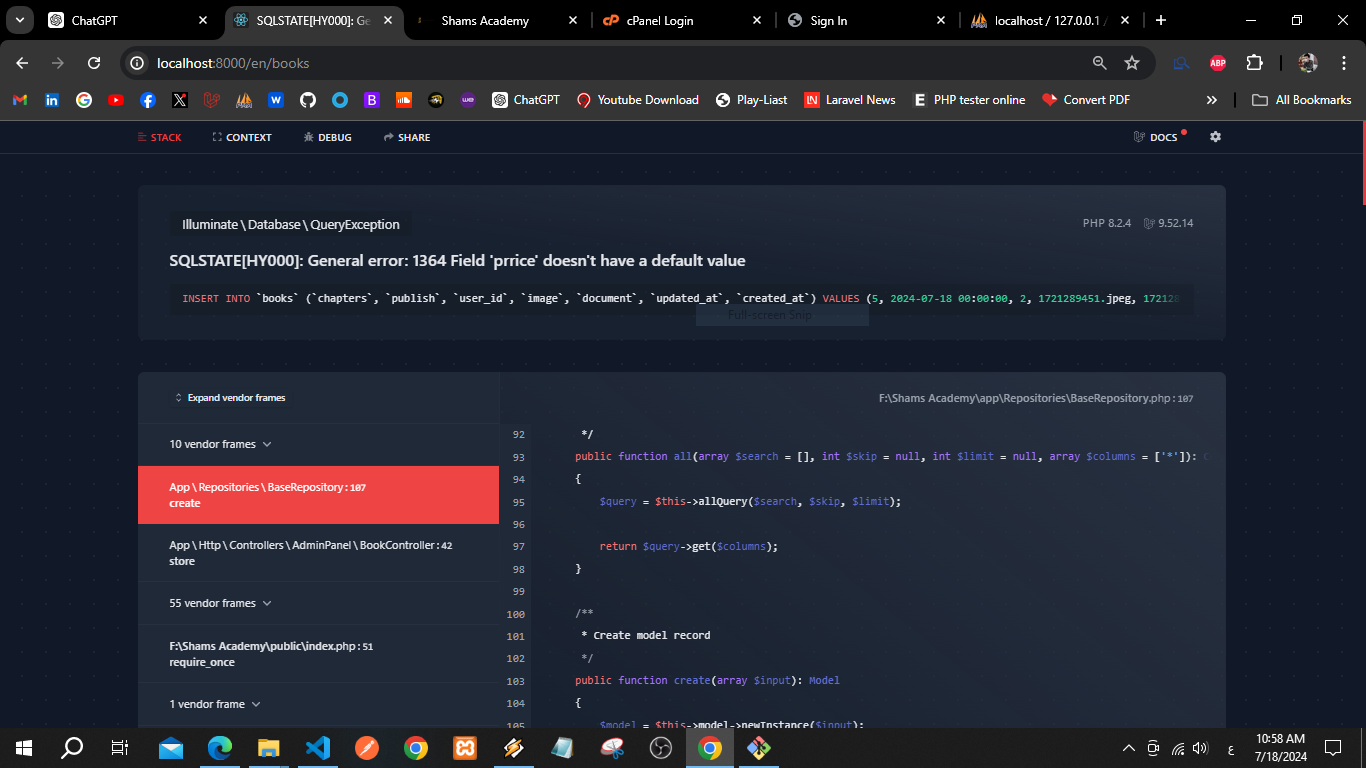 ChatGPT
SQLSTATE[HY000]: Ge
Shams Academy
cPanel Login
Sign In
localhost / 127.0.0.1 /
localhost:8000/en/books
ABP
ChatGPT
Youtube Download
Play-Liast
Laravel News
PHP tester online
Convert PDF
All Bookmarks
STACK
CONTEXT
DEBUG
SHARE
DOCS
Illuminate\Database\QueryException
PHP 8.2.4
9.52.14
SQLSTATE[HY000]: General error: 1364 Field 'prrice' doesn't have a default value
INSERT INTO `books` (`chapters`, `publish`, `user_id`, `image`, `document`, `updated_at`, `created_at`) VALUES (5, 2024-07-18 00:00:00, 2, 1721289451.jpeg, 172128
Full-screen Snip
Expand vendor frames
F:\Shams Academy\app\Repositories\BaseRepository.php:107
10 vendor frames
App\Repositories\BaseRepository:107
create
App\Http\Controllers\AdminPanel\BookController:42
store
55 vendor frames
F:\Shams Academy\public\index.php:51
require_once
1 vendor frame
92 */
93 public function all(array $search = [], int $skip = null, int $limit = null, array $columns = ['*']): C
94 {
95 $query = $this->allQuery($search, $skip, $limit);
96
97 return $query->get($columns);
98 }
99
100 /**
101 * Create model record
102 */
103 public function create(array $input): Model
104 {
105 $model = $this->model->newInstance($input);
ع
10:58 AM
7/18/2024